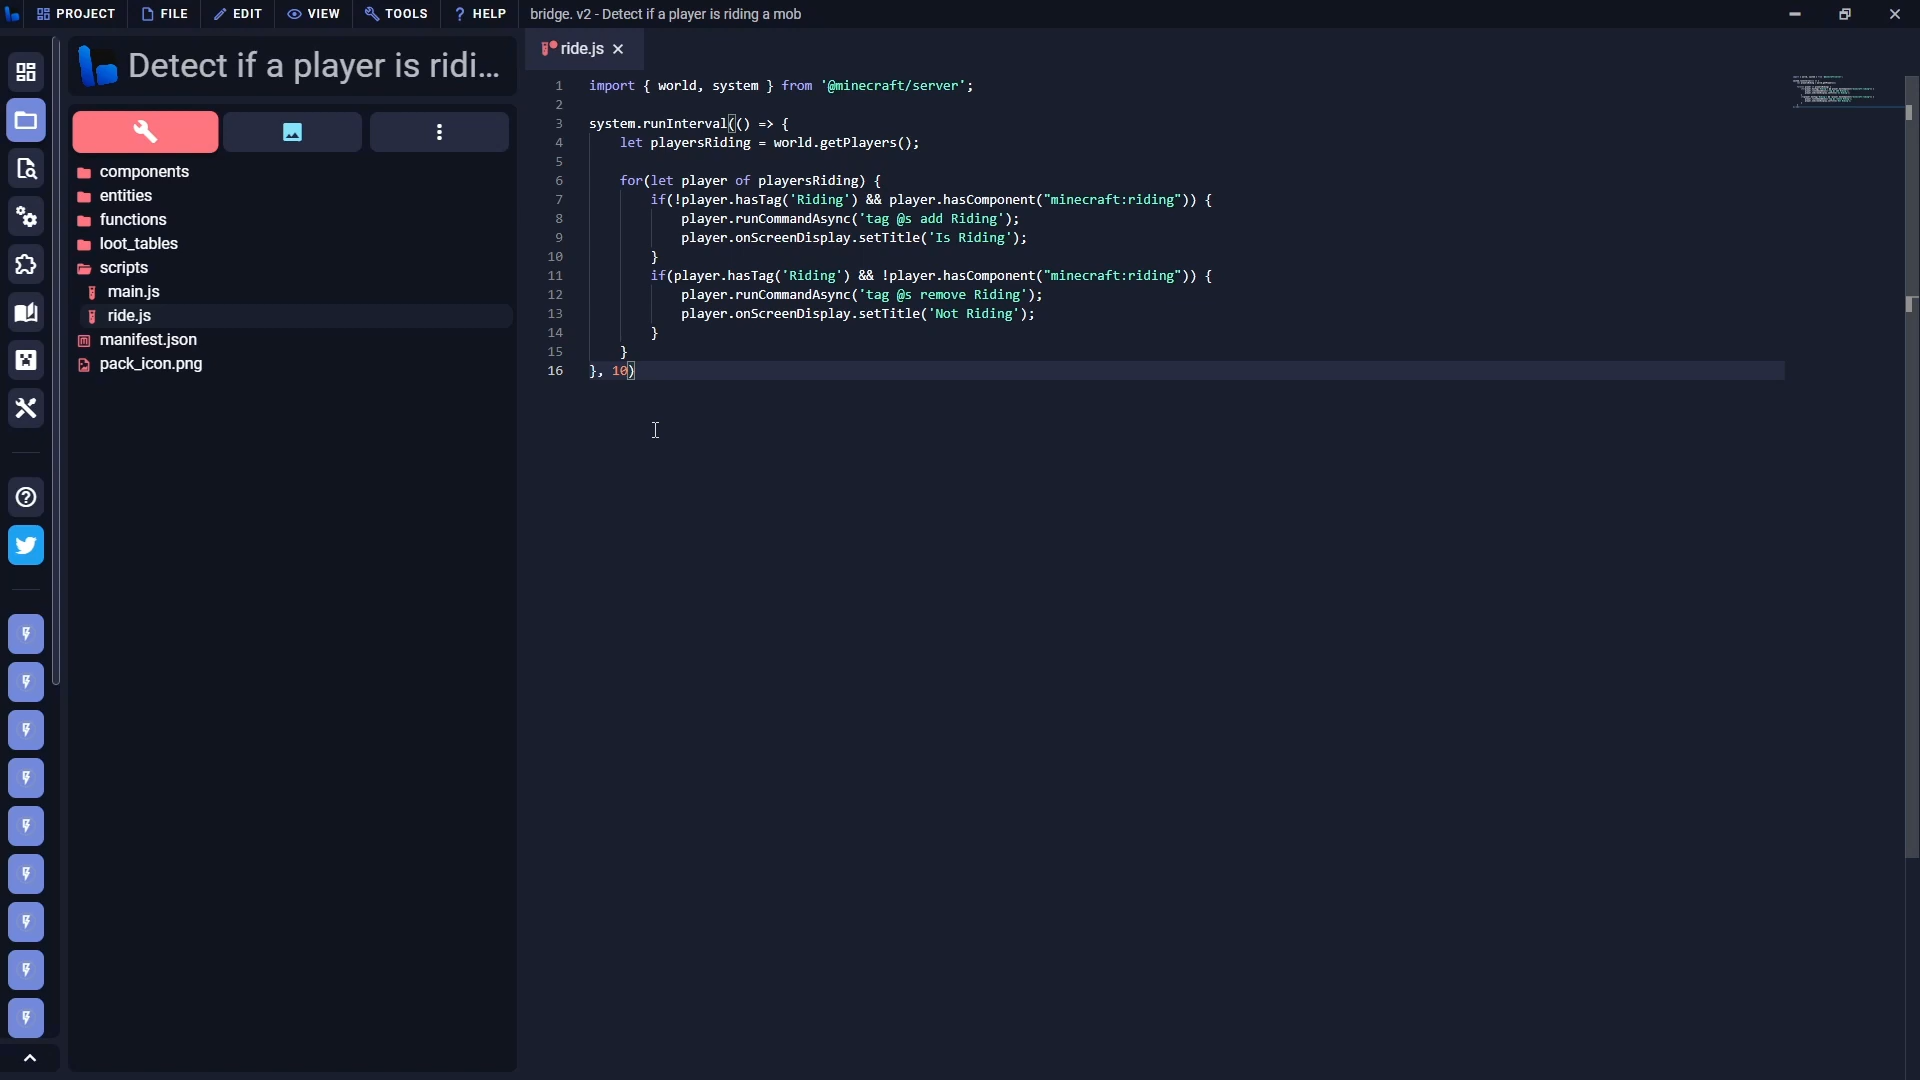 PROJECT FILE EDIT VIEW TOOLS ? HELP bridge. v2 - Detect if a player is riding a mob
Detect if a player is ridi...
components
entities
functions
loot_tables
scripts
main.js
ride.js
manifest.json
pack_icon.png
ride.js
1 import { world, system } from '@minecraft/server';
2
3 system.runInterval(() => {
4 let playersRiding = world.getPlayers();
5
6 for(let player of playersRiding) {
7 if(!player.hasTag('Riding') && player.hasComponent("minecraft:riding")) {
8 player.runCommandAsync('tag @s add Riding');
9 player.onScreenDisplay.setTitle('Is Riding');
10 }
11 if(player.hasTag('Riding') && !player.hasComponent("minecraft:riding")) {
12 player.runCommandAsync('tag @s remove Riding');
13 player.onScreenDisplay.setTitle('Not Riding');
14 }
15 }
16 }, 10)